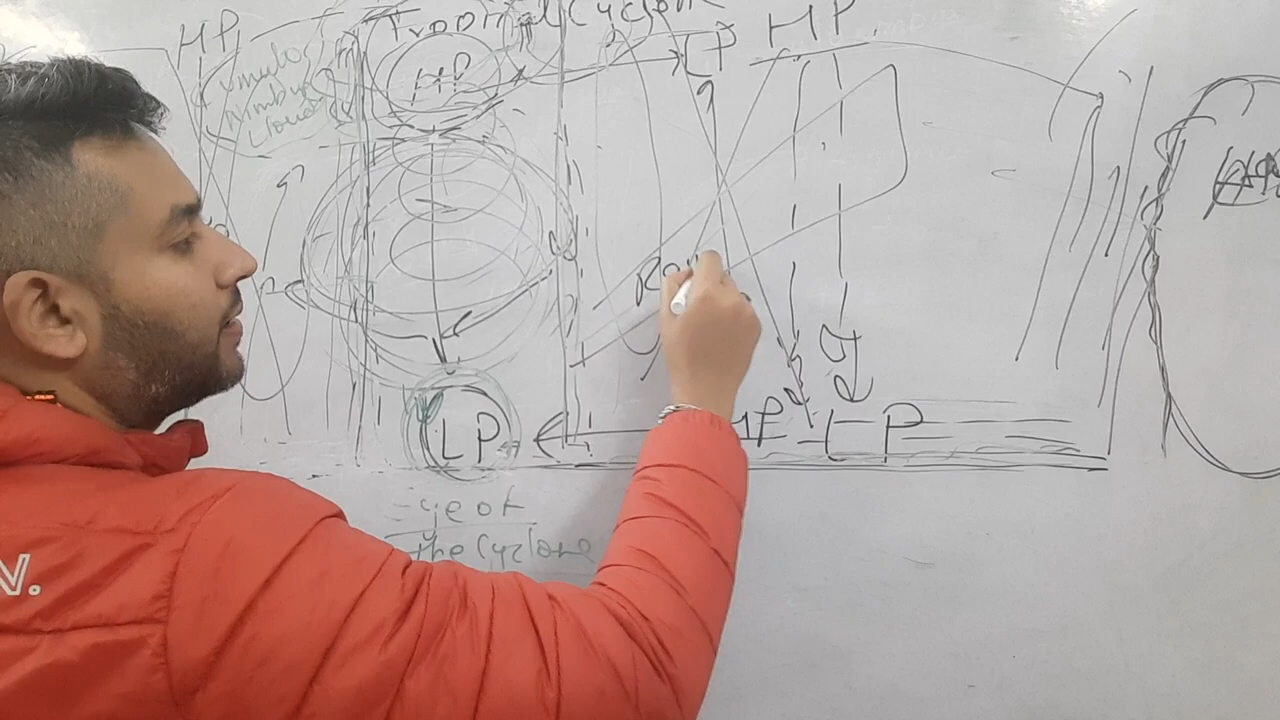 Tropical Cyclone
HP
HP
LP
HP
Cumulo
Nimbus
Clouds
LP
HP
LP
eye of
the Cyclone
N.